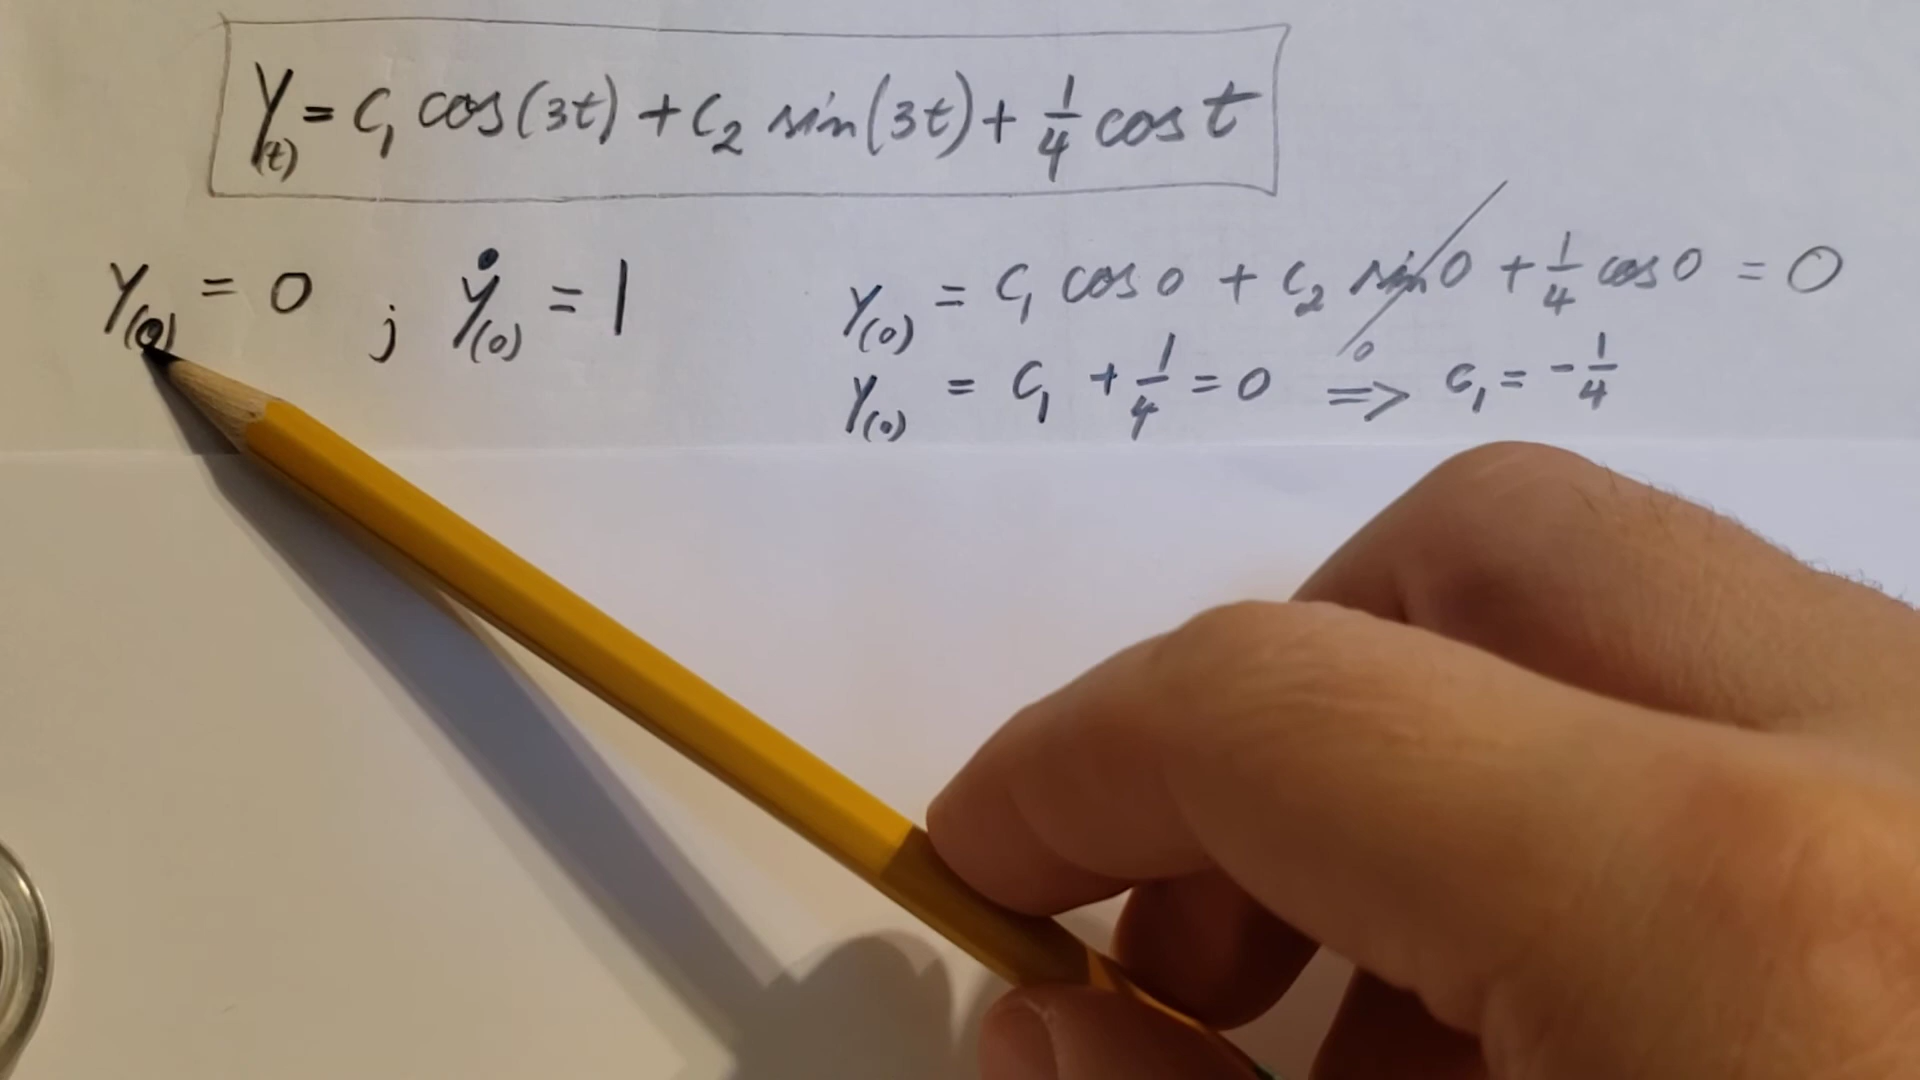 y(t) = C₁ cos(3t) + C₂ sin(3t) + 1/4 cos t
y(0) = 0 ; ẏ(0) = 1
y(0) = C₁ cos 0 + C₂ sin 0 + 1/4 cos 0 = 0
0
y(0) = C₁ + 1/4 = 0 => C₁ = -1/4